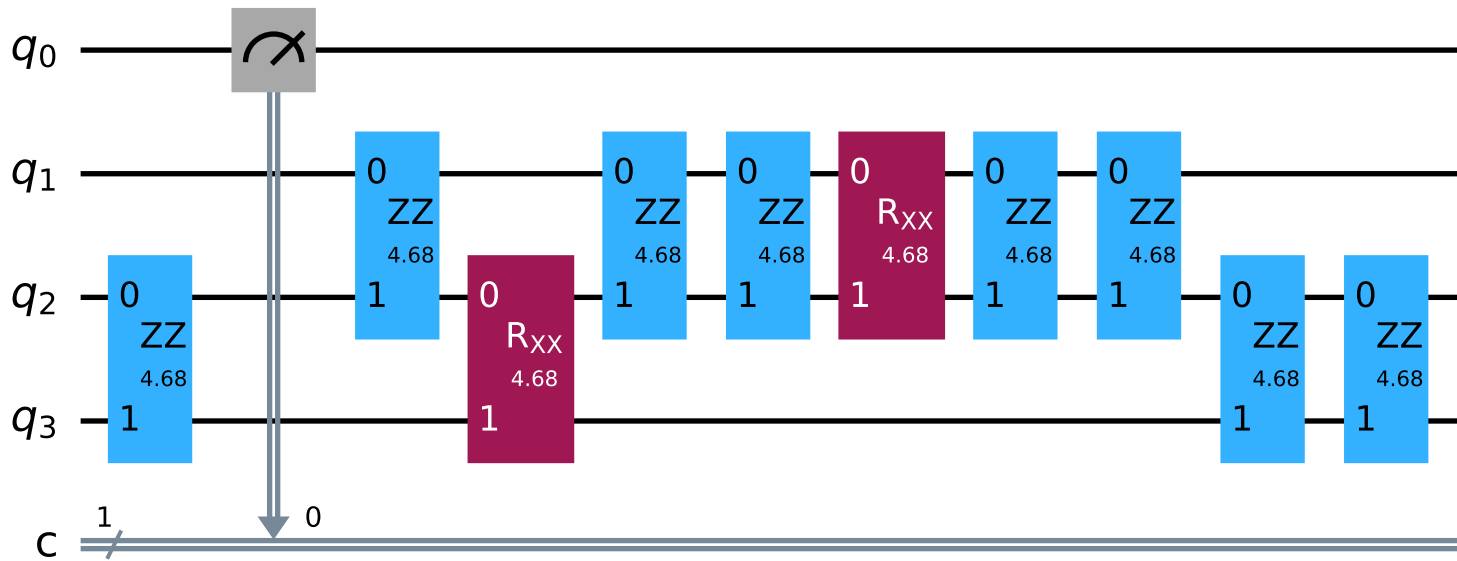 q0
0 0 0 0 0 0
q1
ZZ ZZ ZZ RXX ZZ ZZ
4.68 4.68 4.68 4.68 4.68 4.68
0 1 0 1 1 1 1 1 0 0
q2
ZZ RXX ZZ ZZ
4.68 4.68 4.68 4.68
1 1 1 1
q3
1 0
c